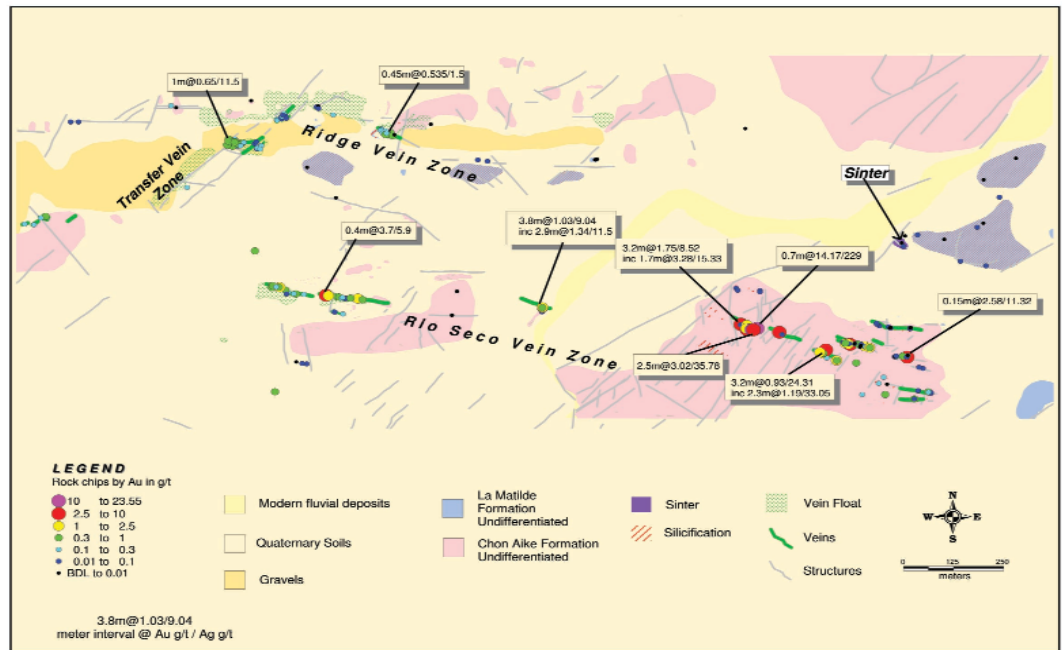 1m@0.65/11.5
0.45m@0.535/1.5
Ridge Vein Zone
Transfer Vein
Zone
Sinter
0.4m@3.7/5.9
3.8m@1.03/9.04
inc 2.9m@1.34/11.5
3.2m@1.75/8.52
inc 1.7m@3.28/15.33
0.7m@14.17/229
0.15m@2.58/11.32
Rio Seco Vein Zone
2.5m@3.02/35.78
3.2m@0.93/24.31
inc 2.3m@1.19/33.05
LEGEND
Rock chips by Au in g/t
10 to 23.55
2.5 to 10
1 to 2.5
0.3 to 1
0.1 to 0.3
0.01 to 0.1
BDL to 0.01
Modern fluvial deposits
Quaternary Soils
Gravels
La Matilde
Formation
Undifferentiated
Chon Aike Formation
Undifferentiated
Sinter
Silicification
Vein Float
Veins
Structures
N
W E
S
0 125 250
meters
3.8m@1.03/9.04
meter interval @ Au g/t / Ag g/t